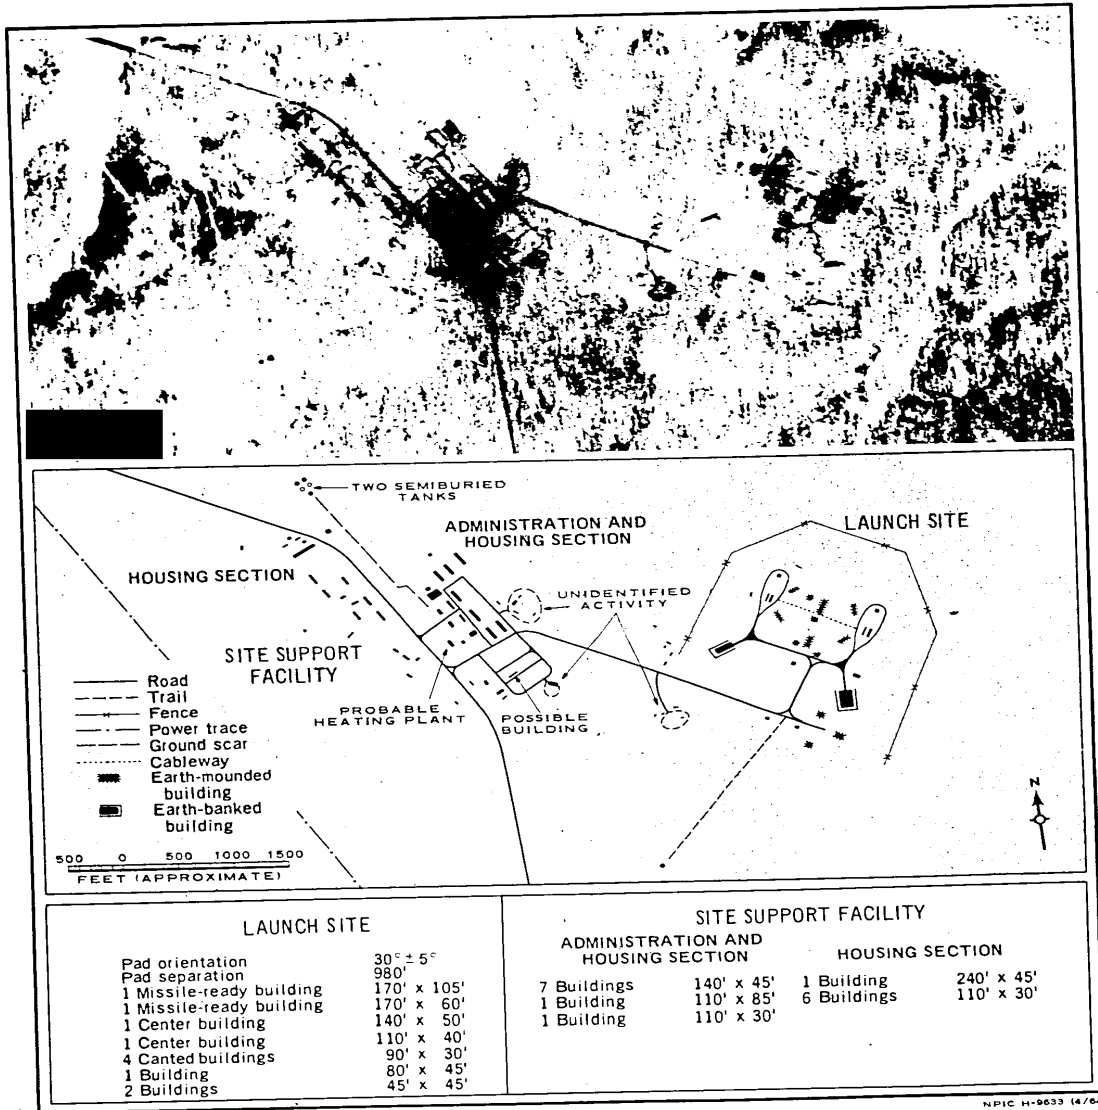 TWO SEMIBURIED
TANKS
ADMINISTRATION AND
HOUSING SECTION
LAUNCH SITE
HOUSING SECTION
UNIDENTIFIED
ACTIVITY
SITE SUPPORT
FACILITY
PROBABLE
HEATING PLANT
POSSIBLE
BUILDING
Road
Trail
Fence
Power trace
Ground scar
Cableway
Earth-mounded
building
Earth-banked
building
N
500 0 500 1000 1500
FEET (APPROXIMATE)
LAUNCH SITE
Pad orientation 30° ± 5°
Pad separation 980'
1 Missile-ready building 170' x 105'
1 Missile-ready building 170' x 60'
1 Center building 140' x 50'
1 Center building 110' x 40'
4 Canted buildings 90' x 30'
1 Building 80' x 45'
2 Buildings 45' x 45'
SITE SUPPORT FACILITY
ADMINISTRATION AND
HOUSING SECTION
7 Buildings 140' x 45'
1 Building 110' x 85'
1 Building 110' x 30'
HOUSING SECTION
1 Building 240' x 45'
6 Buildings 110' x 30'
NPIC H-9633 (4/64